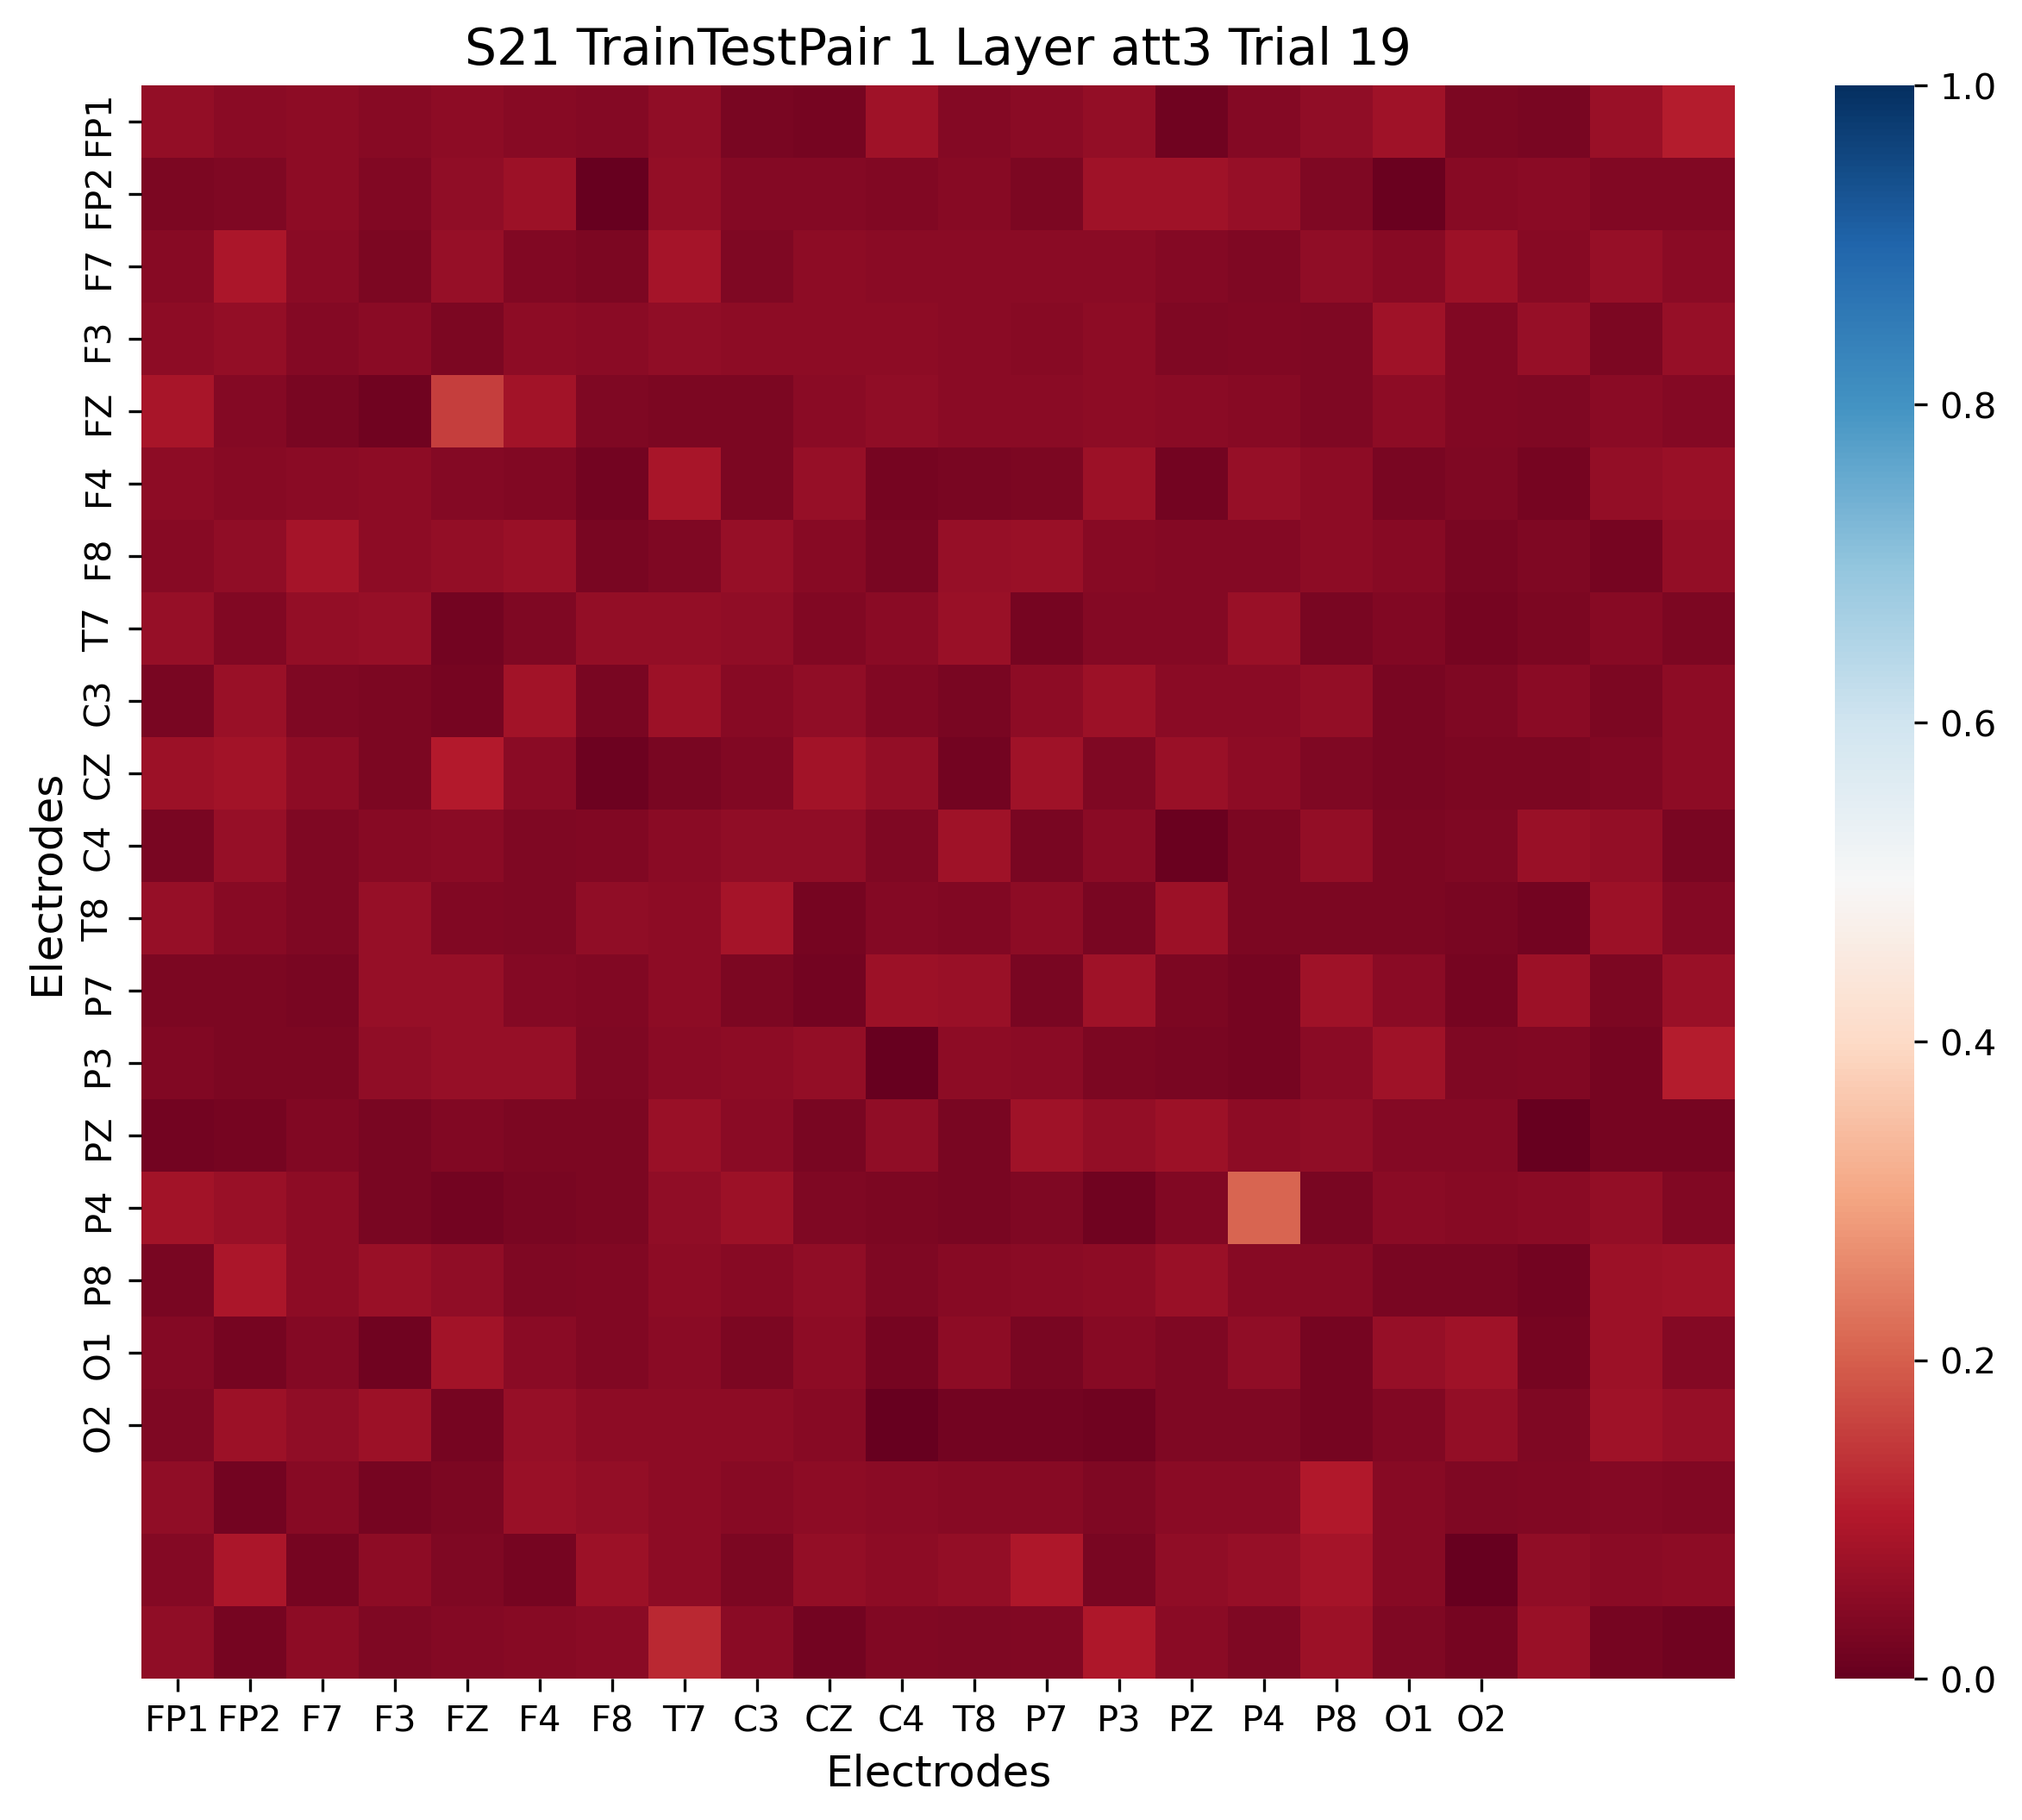 S21 TrainTestPair 1 Layer att3 Trial 19
Electrodes
FP1
FP2
F7
F3
FZ
F4
F8
T7
C3
CZ
C4
T8
P7
P3
PZ
P4
P8
O1
O2
FP1 FP2 F7 F3 FZ F4 F8 T7 C3 CZ C4 T8 P7 P3 PZ P4 P8 O1 O2
Electrodes
1.0
0.8
0.6
0.4
0.2
0.0